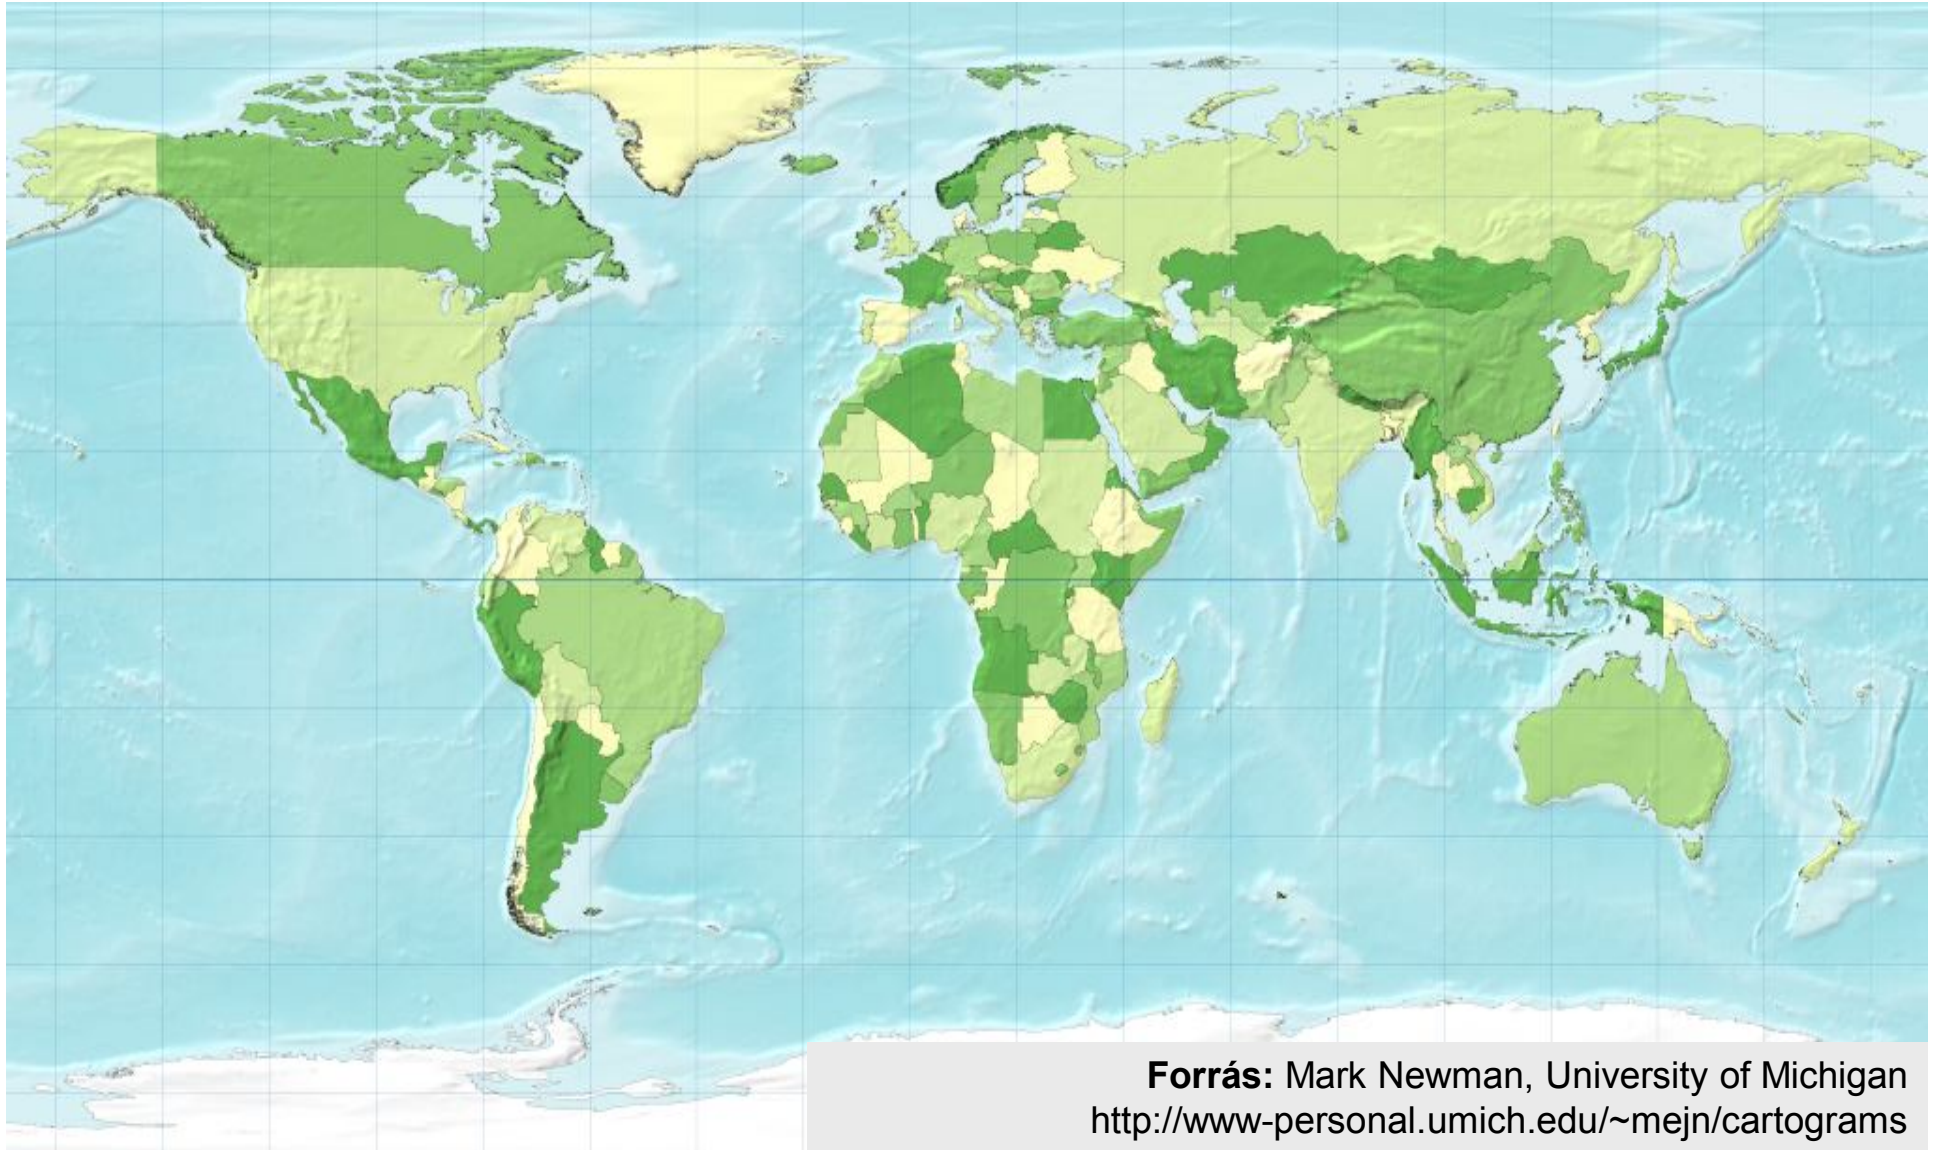 Forrás: Mark Newman, University of Michigan
http://www-personal.umich.edu/~mejn/cartograms